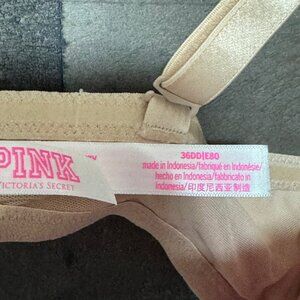 PINK
VICTORIA'S SECRET
36DD|E80
made in Indonesia/fabriqué en Indonésie/
hecho en Indonesia/fabbricato in
Indonesia/印度尼西亚制造